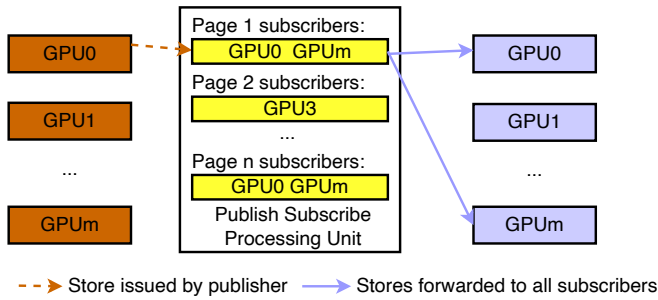 Page 1 subscribers:
GPU0
GPU0 GPUm
GPU0
Page 2 subscribers:
GPU1
GPU3
GPU1
...
...
...
Page n subscribers:
GPU0 GPUm
GPUm
GPUm
Publish Subscribe
Processing Unit
Store issued by publisher
Stores forwarded to all subscribers